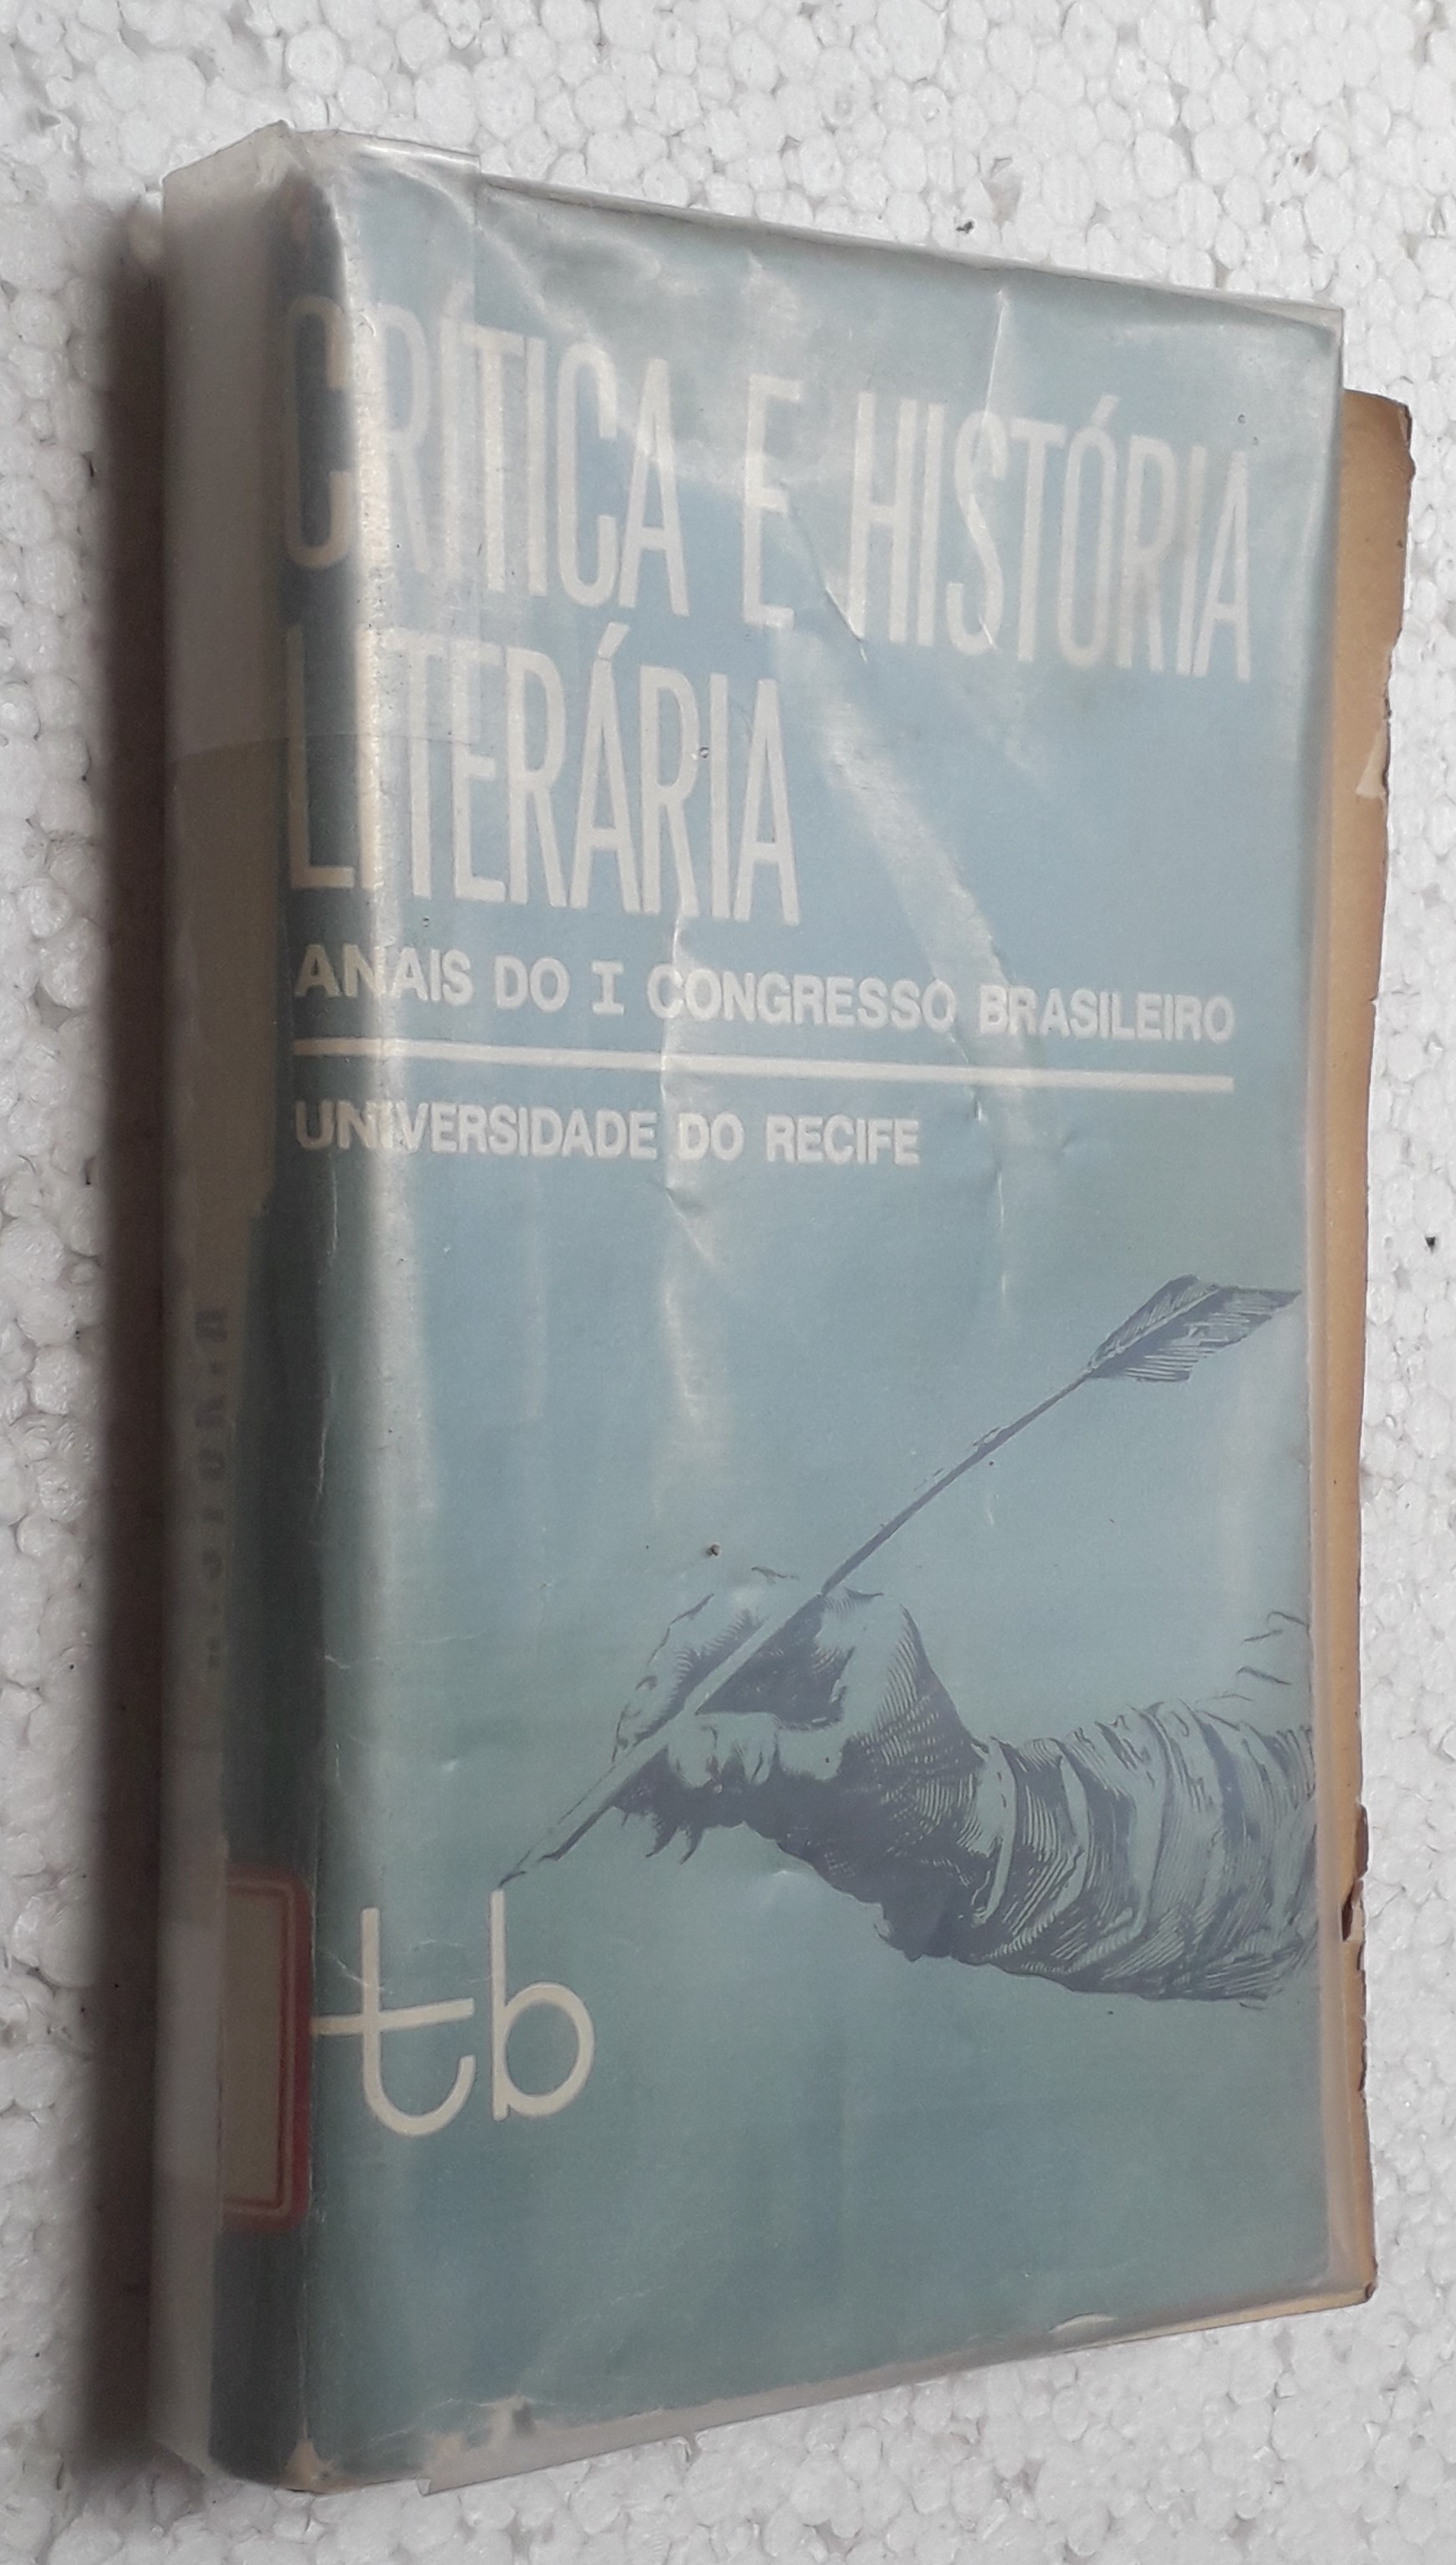 CRÍTICA E HISTÓRIA
LITERÁRIA
ANAIS DO I CONGRESSO BRASILEIRO
UNIVERSIDADE DO RECIFE
tb